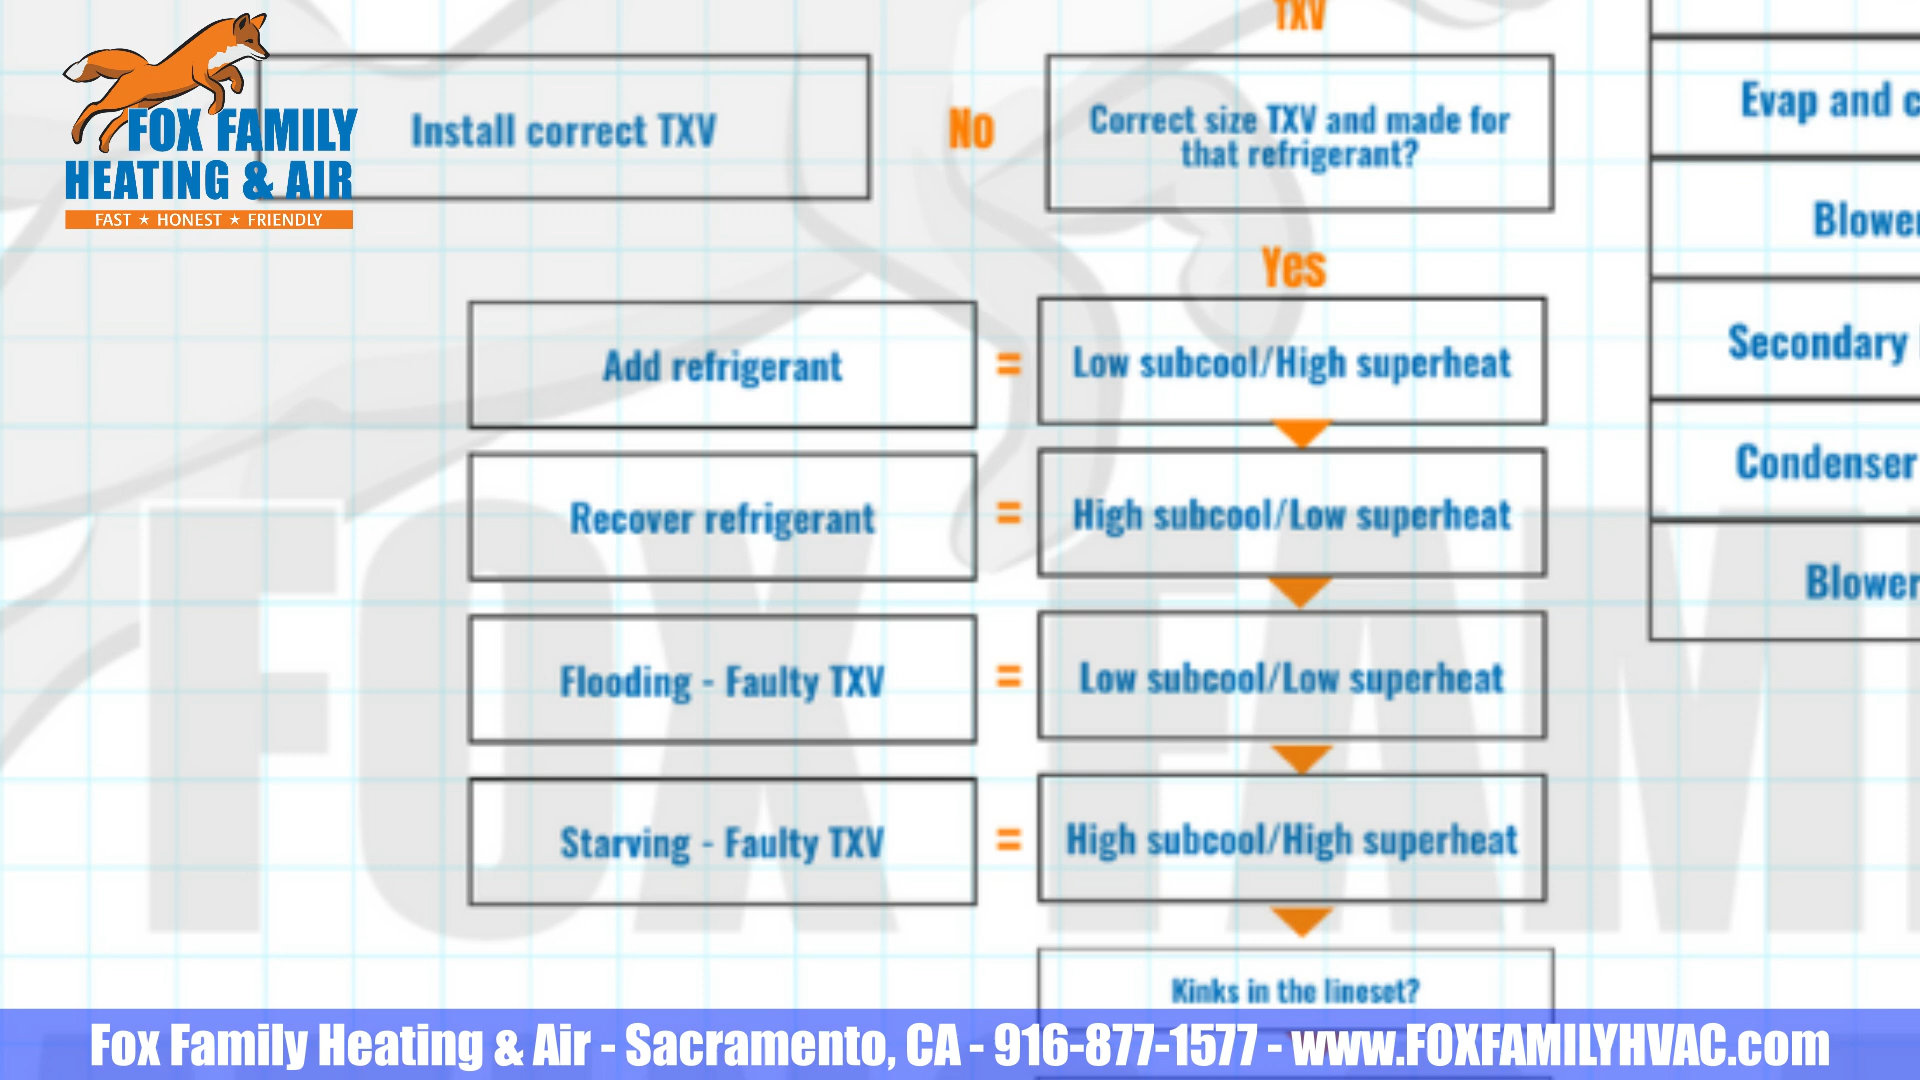 TXV
FOX FAMILY
HEATING & AIR
FAST ★ HONEST ★ FRIENDLY
Install correct TXV
No
Correct size TXV and made for
that refrigerant?
Yes
Add refrigerant
=
Low subcool/High superheat
Recover refrigerant
=
High subcool/Low superheat
Flooding - Faulty TXV
=
Low subcool/Low superheat
Starving - Faulty TXV
=
High subcool/High superheat
Kinks in the lineset?
Evap and c
Blower
Secondary
Condenser
Blower
FOX FAMI
Fox Family Heating & Air - Sacramento, CA - 916-877-1577 - www.FOXFAMILYHVAC.com